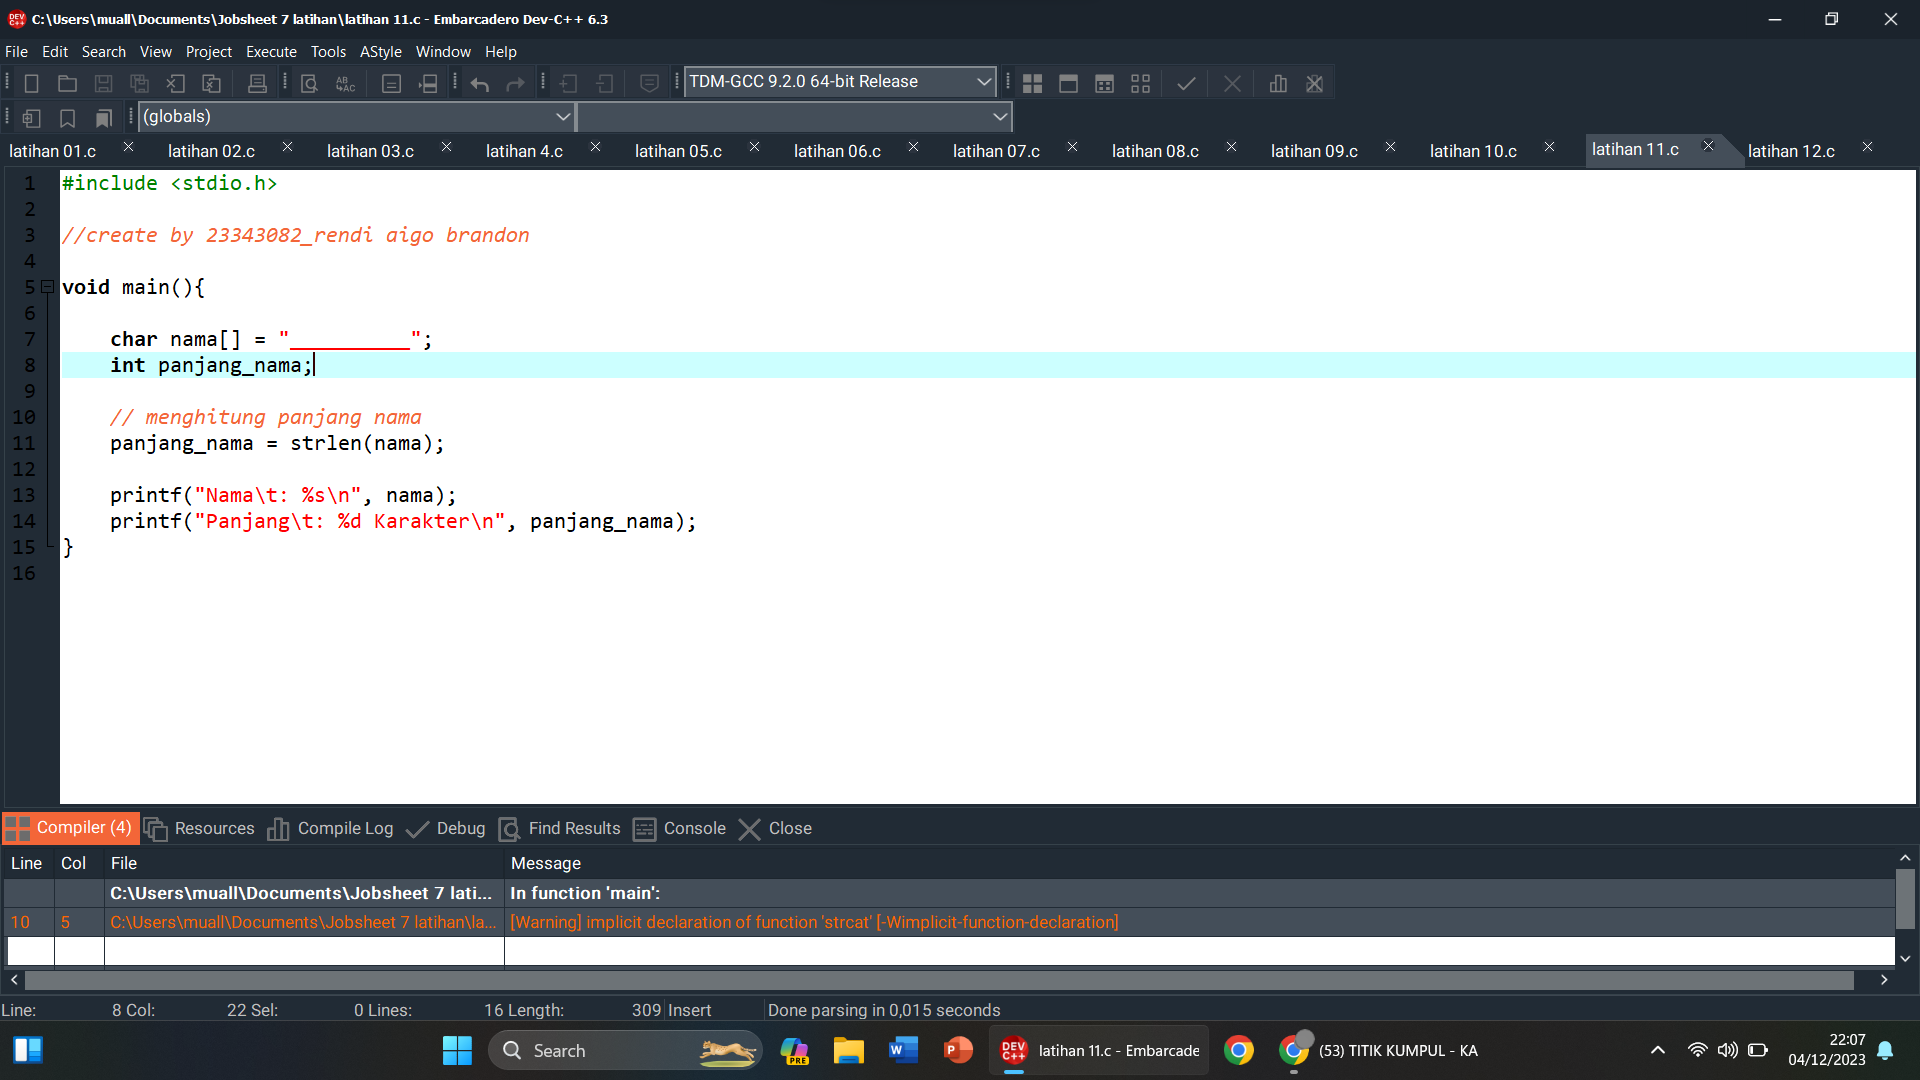 C:\Users\muall\Documents\Jobsheet 7 latihan\latihan 11.c - Embarcadero Dev-C++ 6.3
File Edit Search View Project Execute Tools AStyle Window Help
TDM-GCC 9.2.0 64-bit Release
(globals)
latihan 01.c latihan 02.c latihan 03.c latihan 4.c latihan 05.c latihan 06.c latihan 07.c latihan 08.c latihan 09.c latihan 10.c latihan 11.c latihan 12.c
1 #include <stdio.h>
2
3 //create by 23343082_rendi aigo brandon
4
5 void main(){
6
7 char nama[] = "__________";
8 int panjang_nama;
9
10 // menghitung panjang nama
11 panjang_nama = strlen(nama);
12
13 printf("Nama\t: %s\n", nama);
14 printf("Panjang\t: %d Karakter\n", panjang_nama);
15 }
16
Compiler (4) Resources Compile Log Debug Find Results Console Close
Line Col File Message
C:\Users\muall\Documents\Jobsheet 7 lati... In function 'main':
10 5 C:\Users\muall\Documents\Jobsheet 7 latihan\la... [Warning] implicit declaration of function 'strcat' [-Wimplicit-function-declaration]
Line: 8 Col: 22 Sel: 0 Lines: 16 Length: 309 Insert Done parsing in 0,015 seconds
Search
PRE
DEV C++ latihan 11.c - Embarcade
(53) TITIK KUMPUL - KA
22:07
04/12/2023